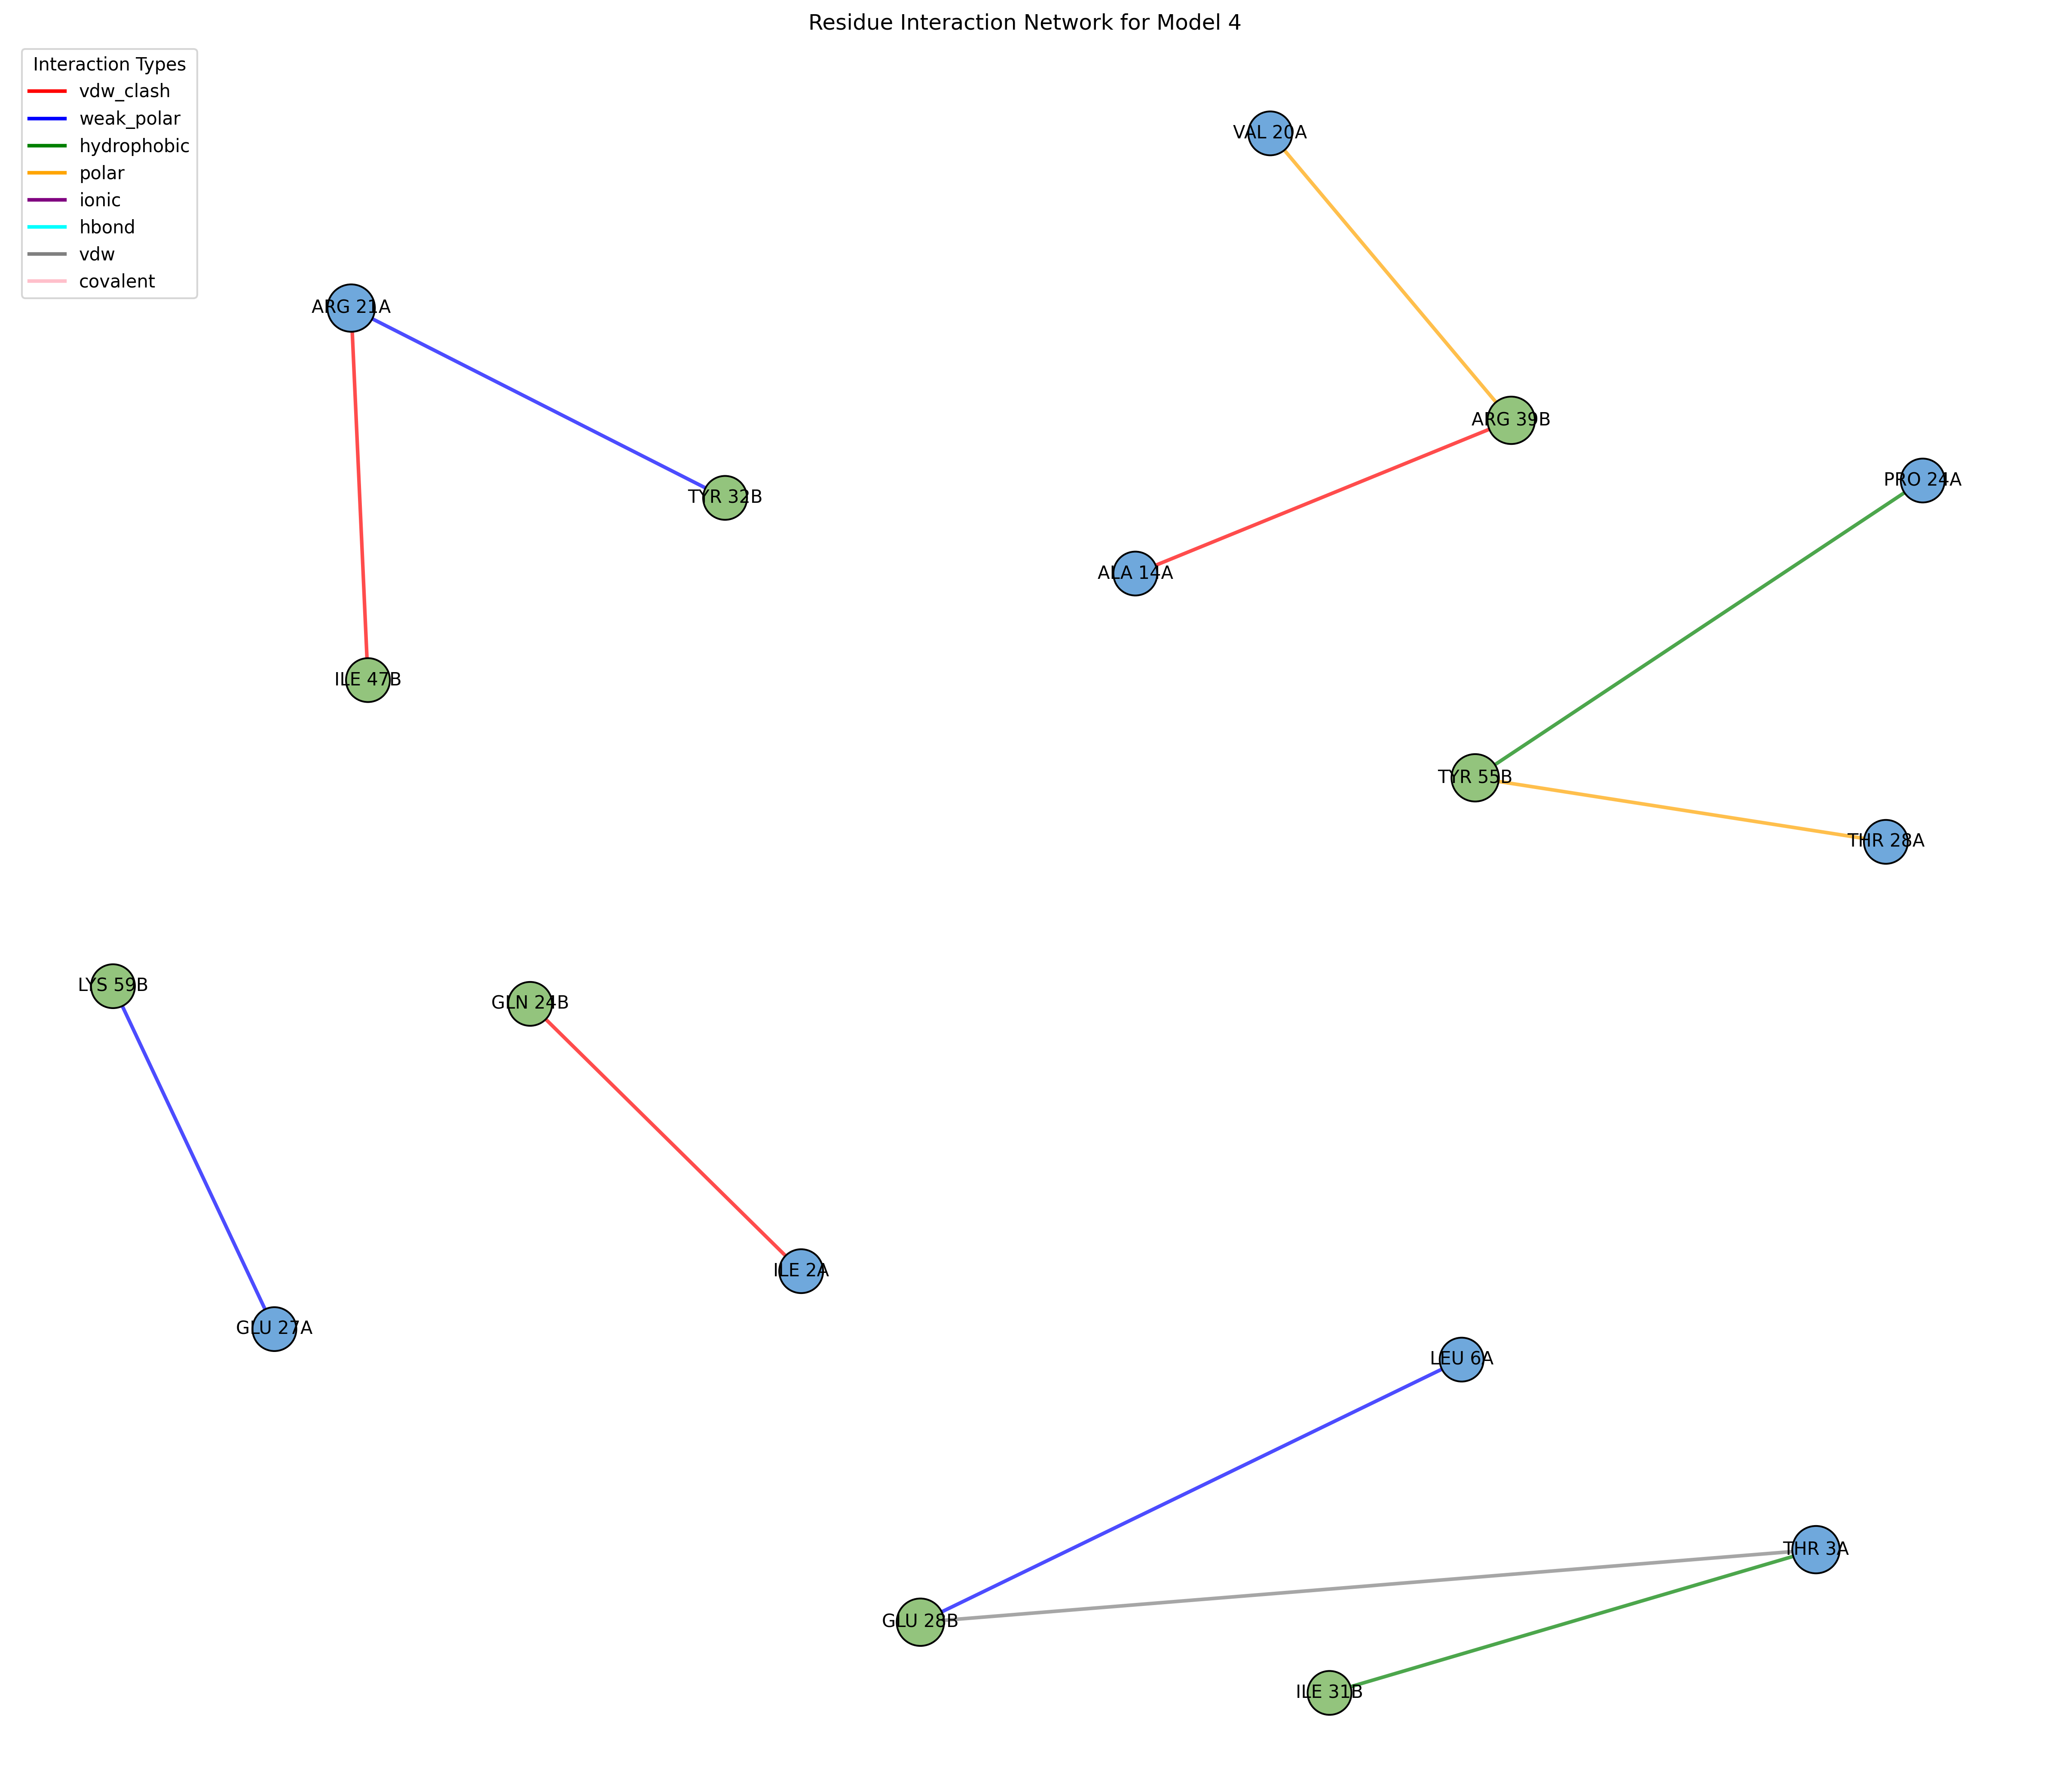 Residue Interaction Network for Model 4
Interaction Types
vdw_clash
weak_polar
hydrophobic
polar
ionic
hbond
vdw
covalent
VAL 20A
ARG 21A
ARG 39B
PRO 24A
TYR 32B
ALA 14A
ILE 47B
TYR 55B
THR 28A
LYS 59B
GLN 24B
ILE 2A
GLU 27A
LEU 6A
THR 3A
GLU 28B
ILE 31B